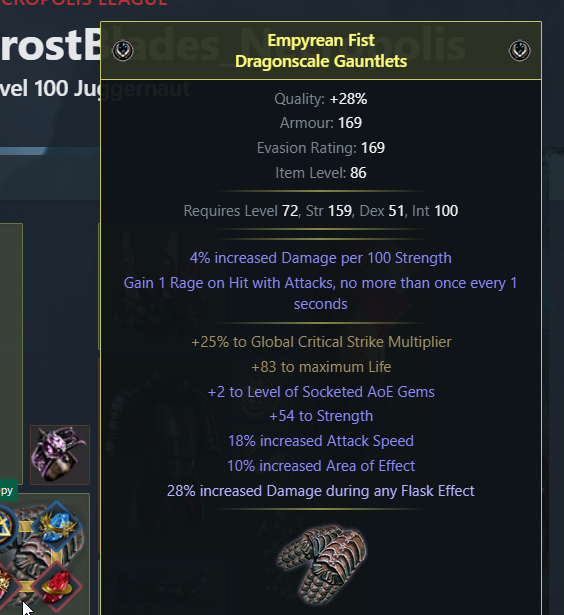 CROPOLIS LEAGUE
rostBlades_Necropolis
vel 100 Juggernaut
Empyrean Fist
Dragonscale Gauntlets
Quality: +28%
Armour: 169
Evasion Rating: 169
Item Level: 86
Requires Level 72, Str 159, Dex 51, Int 100
4% increased Damage per 100 Strength
Gain 1 Rage on Hit with Attacks, no more than once every 1
seconds
+25% to Global Critical Strike Multiplier
+83 to maximum Life
+2 to Level of Socketed AoE Gems
+54 to Strength
18% increased Attack Speed
10% increased Area of Effect
28% increased Damage during any Flask Effect
py